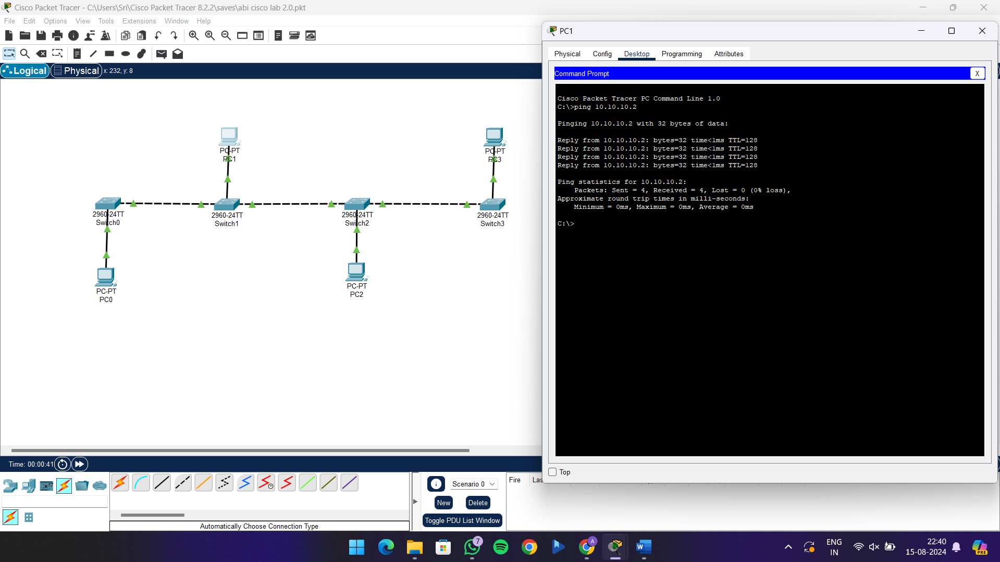 Cisco Packet Tracer - C:\Users\Sri\Cisco Packet Tracer 8.2.2\saves\abi cisco lab 2.0.pkt
File Edit Options View Tools Extensions Window Help
Logical Physical x: 232, y: 8
PC-PT
PC1
PC-PT
PC3
2960-24TT
Switch0
2960-24TT
Switch1
2960-24TT
Switch2
2960-24TT
Switch3
PC-PT
PC0
PC-PT
PC2
PC1
Physical Config Desktop Programming Attributes
Command Prompt X
Cisco Packet Tracer PC Command Line 1.0
C:\>ping 10.10.10.2
Pinging 10.10.10.2 with 32 bytes of data:
Reply from 10.10.10.2: bytes=32 time<1ms TTL=128
Reply from 10.10.10.2: bytes=32 time<1ms TTL=128
Reply from 10.10.10.2: bytes=32 time<1ms TTL=128
Reply from 10.10.10.2: bytes=32 time<1ms TTL=128
Ping statistics for 10.10.10.2:
Packets: Sent = 4, Received = 4, Lost = 0 (0% loss),
Approximate round trip times in milli-seconds:
Minimum = 0ms, Maximum = 0ms, Average = 0ms
C:\>
Top
Time: 00:00:41
Scenario 0
New Delete
Toggle PDU List Window
Fire Las
Automatically Choose Connection Type
7
A
ENG
IN
22:40
15-08-2024
PRE